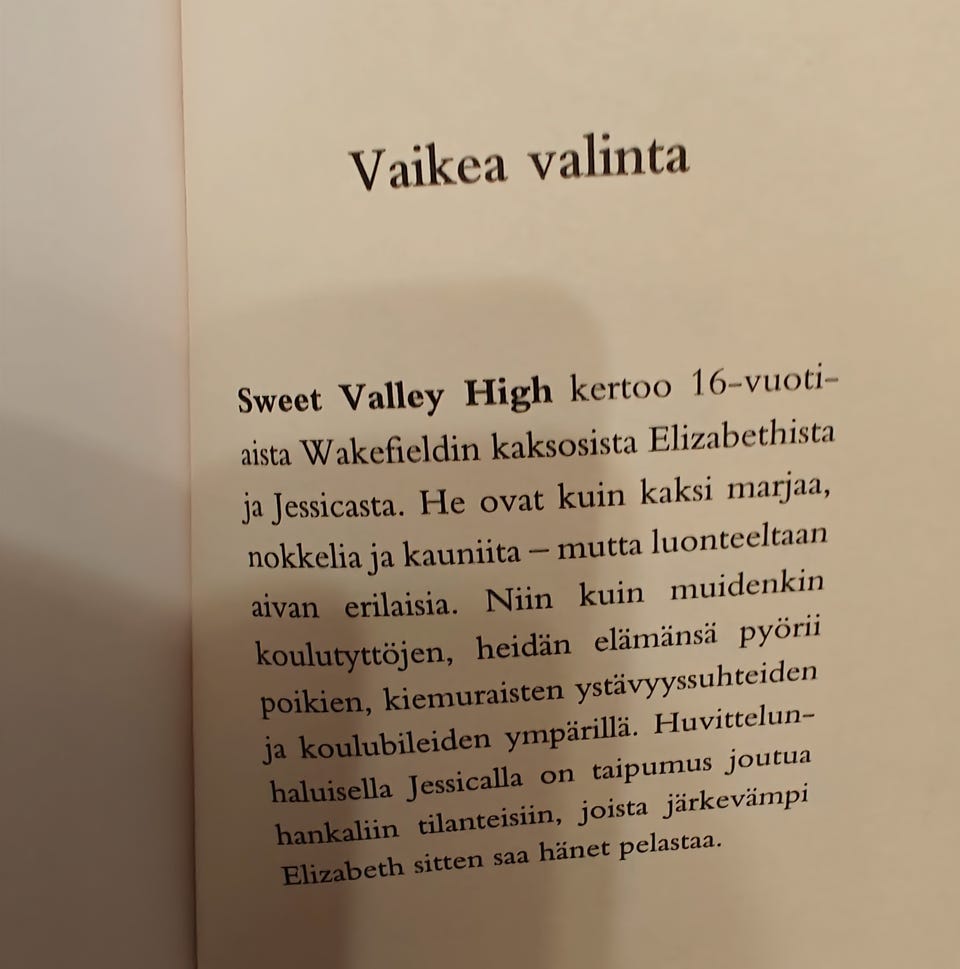 Vaikea valinta
Sweet Valley High kertoo 16-vuoti-
aista Wakefieldin kaksosista Elizabethista
ja Jessicasta. He ovat kuin kaksi marjaa,
nokkelia ja kauniita – mutta luonteeltaan
aivan erilaisia. Niin kuin muidenkin
koulutyttöjen, heidän elämänsä pyörii
poikien, kiemuraisten ystävyyssuhteiden
ja koulubileiden ympärillä. Huvittelun-
haluisella Jessicalla on taipumus joutua
hankaliin tilanteisiin, joista järkevämpi
Elizabeth sitten saa hänet pelastaa.